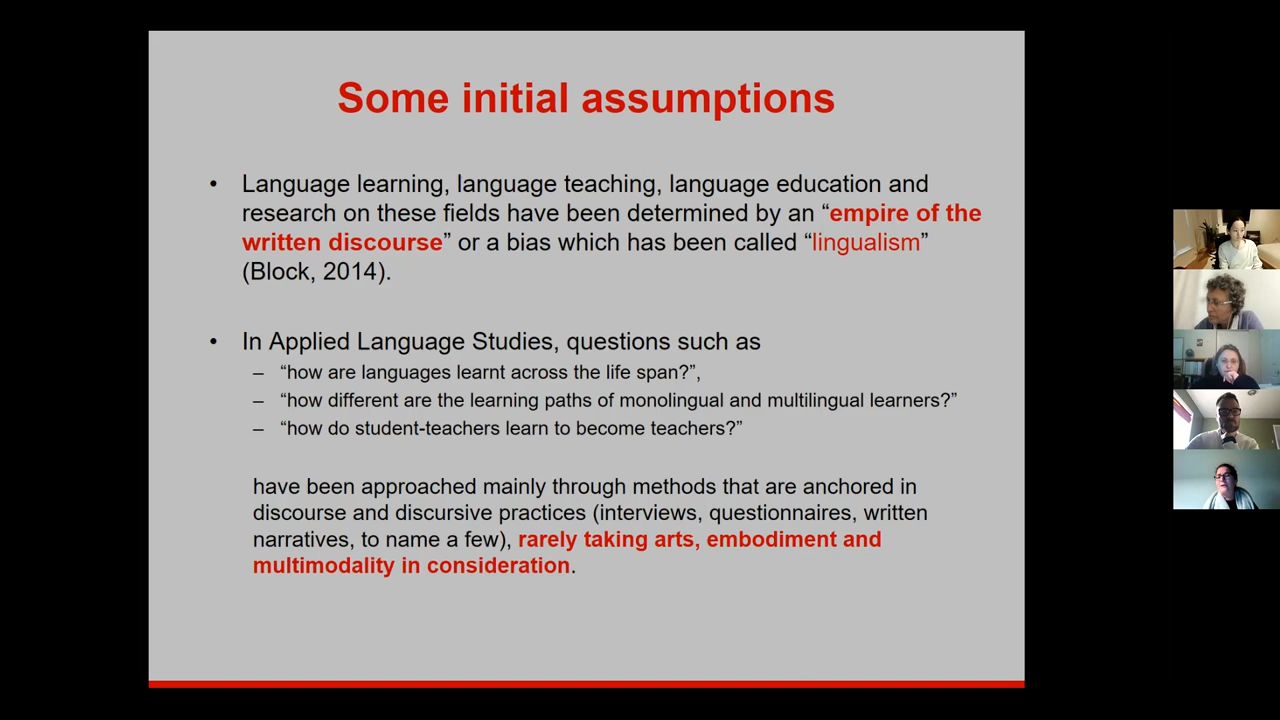 Some initial assumptions
• Language learning, language teaching, language education and
research on these fields have been determined by an “empire of the
written discourse” or a bias which has been called “lingualism”
(Block, 2014).
• In Applied Language Studies, questions such as
– “how are languages learnt across the life span?”,
– “how different are the learning paths of monolingual and multilingual learners?”
– “how do student-teachers learn to become teachers?”
have been approached mainly through methods that are anchored in
discourse and discursive practices (interviews, questionnaires, written
narratives, to name a few), rarely taking arts, embodiment and
multimodality in consideration.